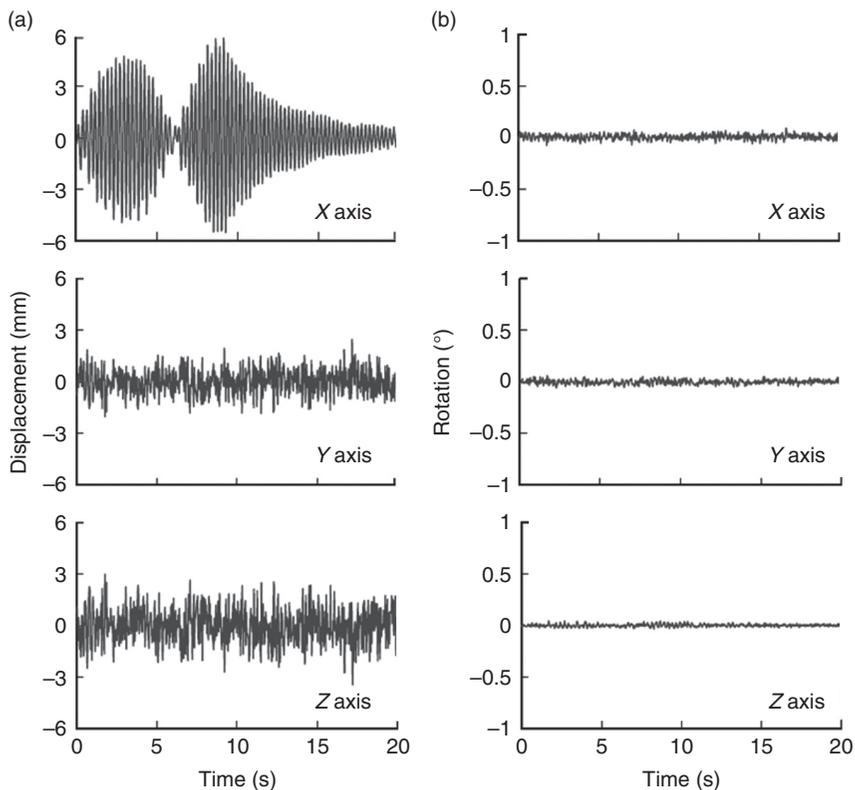 (a)
6
3
0
–3
–6
X axis
6
3
0
–3
–6
Y axis
6
3
0
–3
–6
Z axis
0 5 10 15 20
Time (s)
Displacement (mm)
(b)
1
0.5
0
–0.5
–1
X axis
1
0.5
0
–0.5
–1
Y axis
1
0.5
0
–0.5
–1
Z axis
0 5 10 15 20
Time (s)
Rotation (°)